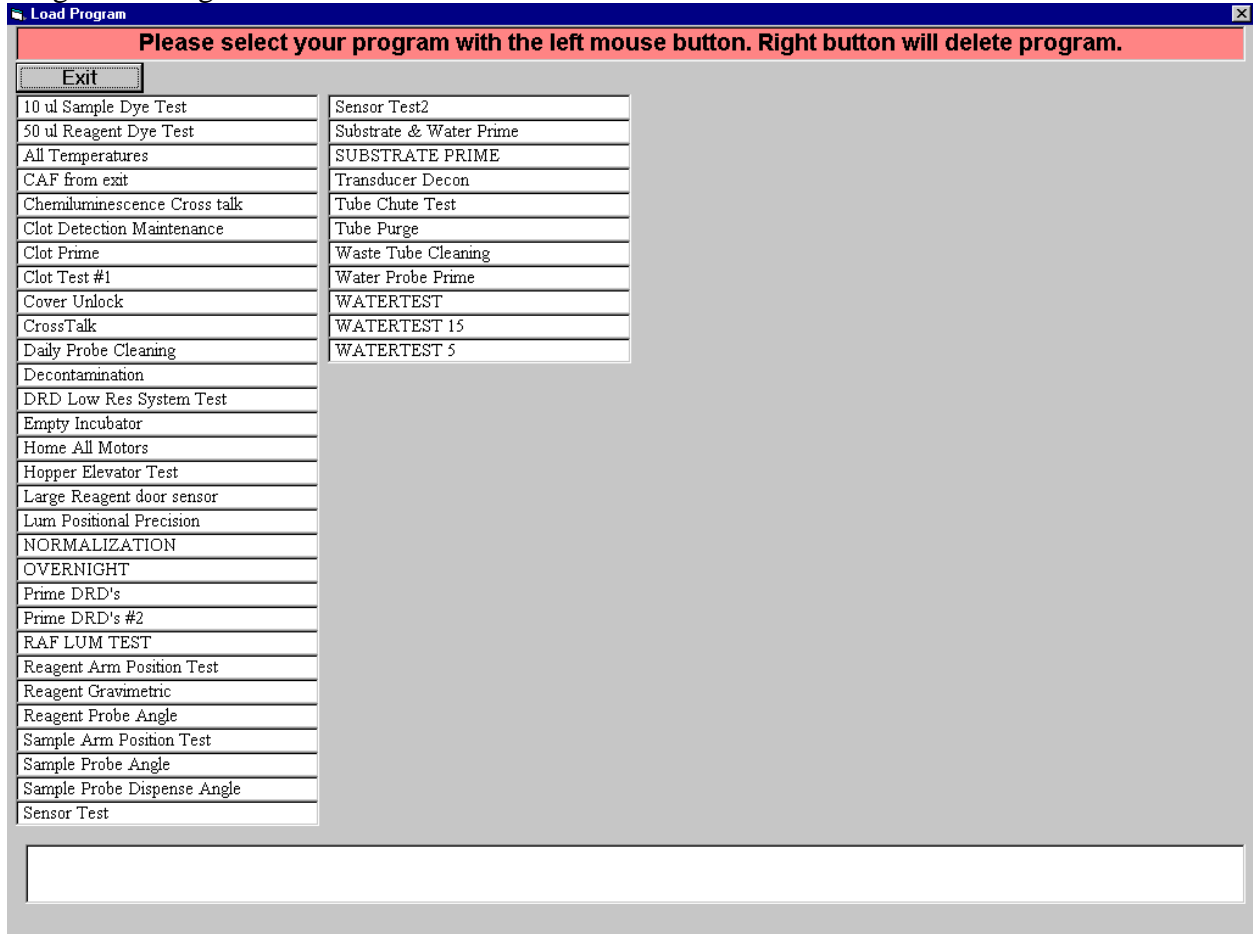 Load Program
Please select your program with the left mouse button. Right button will delete program.
Exit
10 ul Sample Dye Test
50 ul Reagent Dye Test
All Temperatures
CAF from exit
Chemiluminescence Cross talk
Clot Detection Maintenance
Clot Prime
Clot Test #1
Cover Unlock
CrossTalk
Daily Probe Cleaning
Decontamination
DRD Low Res System Test
Empty Incubator
Home All Motors
Hopper Elevator Test
Large Reagent door sensor
Lum Positional Precision
NORMALIZATION
OVERNIGHT
Prime DRD's
Prime DRD's #2
RAF LUM TEST
Reagent Arm Position Test
Reagent Gravimetric
Reagent Probe Angle
Sample Arm Position Test
Sample Probe Angle
Sample Probe Dispense Angle
Sensor Test
Sensor Test2
Substrate & Water Prime
SUBSTRATE PRIME
Transducer Decon
Tube Chute Test
Tube Purge
Waste Tube Cleaning
Water Probe Prime
WATERTEST
WATERTEST 15
WATERTEST 5